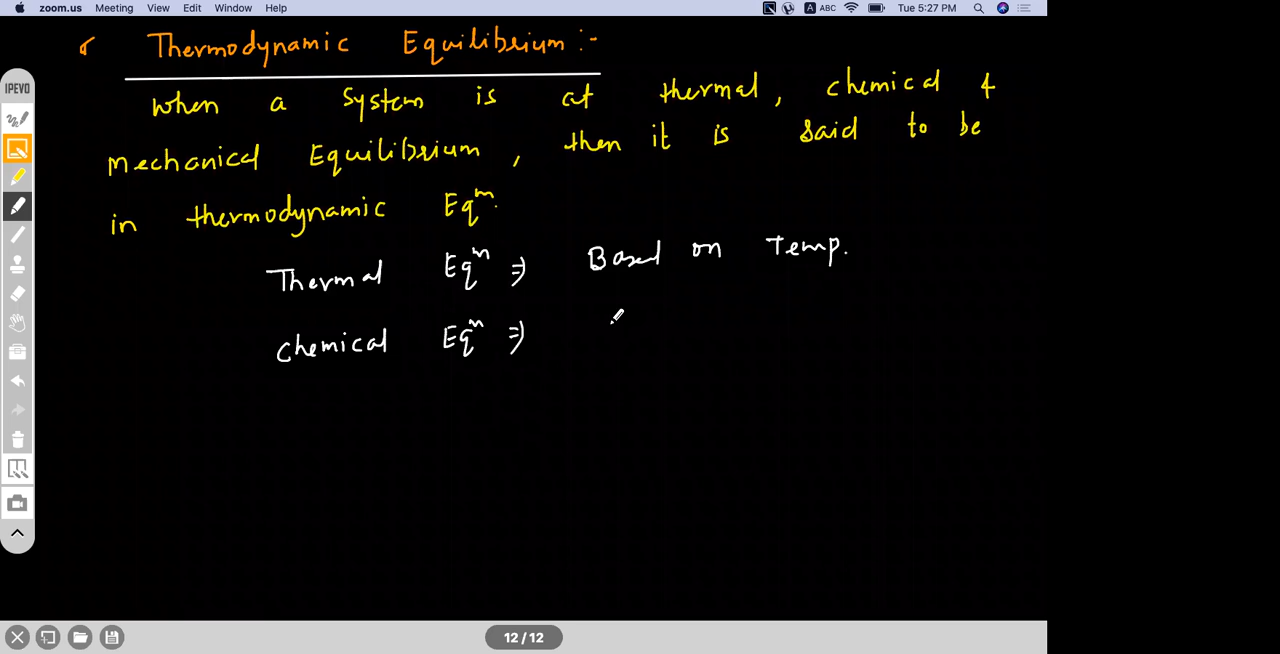 zoom.us Meeting View Edit Window Help A ABC Tue 5:27 PM
Thermodynamic Equilibrium :-
When a system is at thermal, chemical &
mechanical Equilibrium, then it is said to be
in thermodynamic Eqᵐ.
Thermal Eqᵐ ⇒ Based on Temp.
Chemical Eqᵐ ⇒
IPEVO
12 / 12